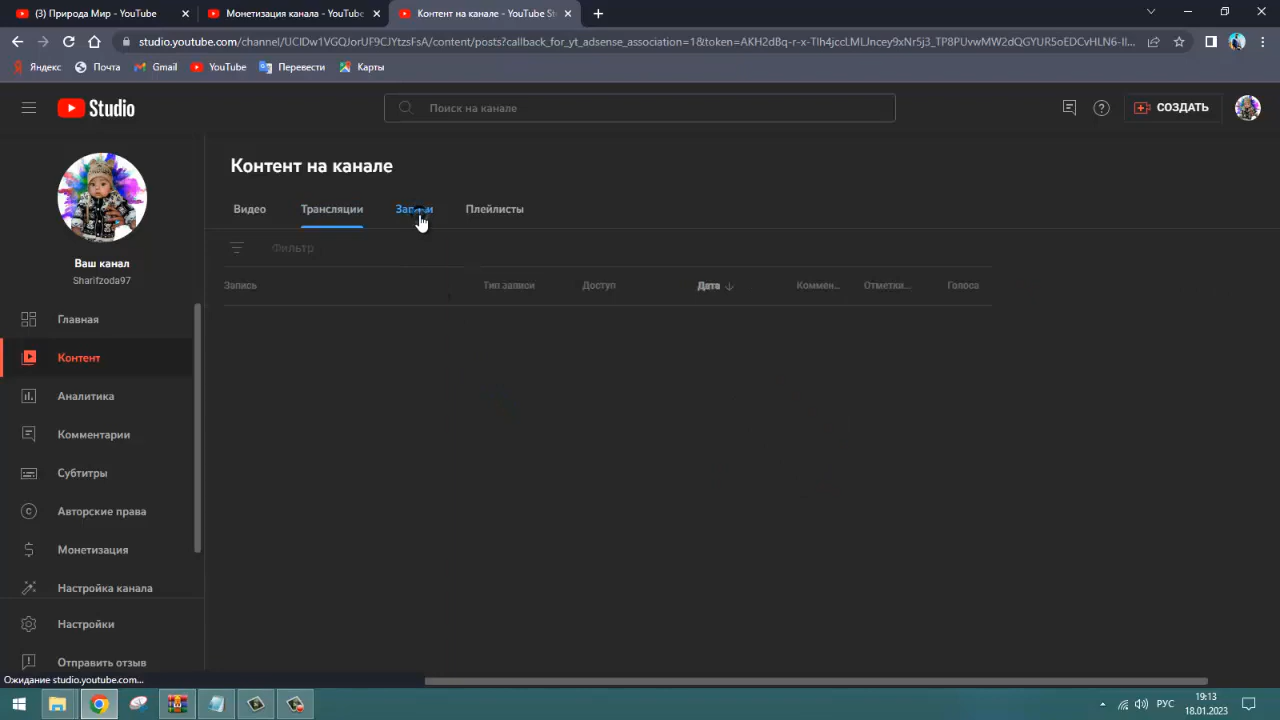 (3) Природа Мир - YouTube
Монетизация канала - YouTube
Контент на канале - YouTube St
studio.youtube.com/channel/UCIDw1VGQJorUF9CJYtzsFsA/content/posts?callback_for_yt_adsense_association=1&token=AKH2dBq-r-x-Tlh4jccLMLJncey9xNr5j3_TP8PUvwMW2dQGYUR5oEDCvHLN6-II...
Яндекс
Почта
Gmail
YouTube
Перевести
Карты
Studio
Поиск на канале
СОЗДАТЬ
Ваш канал
Sharifzoda97
Главная
Контент
Аналитика
Комментарии
Субтитры
Авторские права
Монетизация
Настройка канала
Настройки
Отправить отзыв
Контент на канале
Видео
Трансляции
Плейлисты
Фильтр
Запись
Тип записи
Доступ
Дата
Коммен...
Отметки...
Голоса
Ожидание studio.youtube.com...
РУС
19:13
18.01.2023